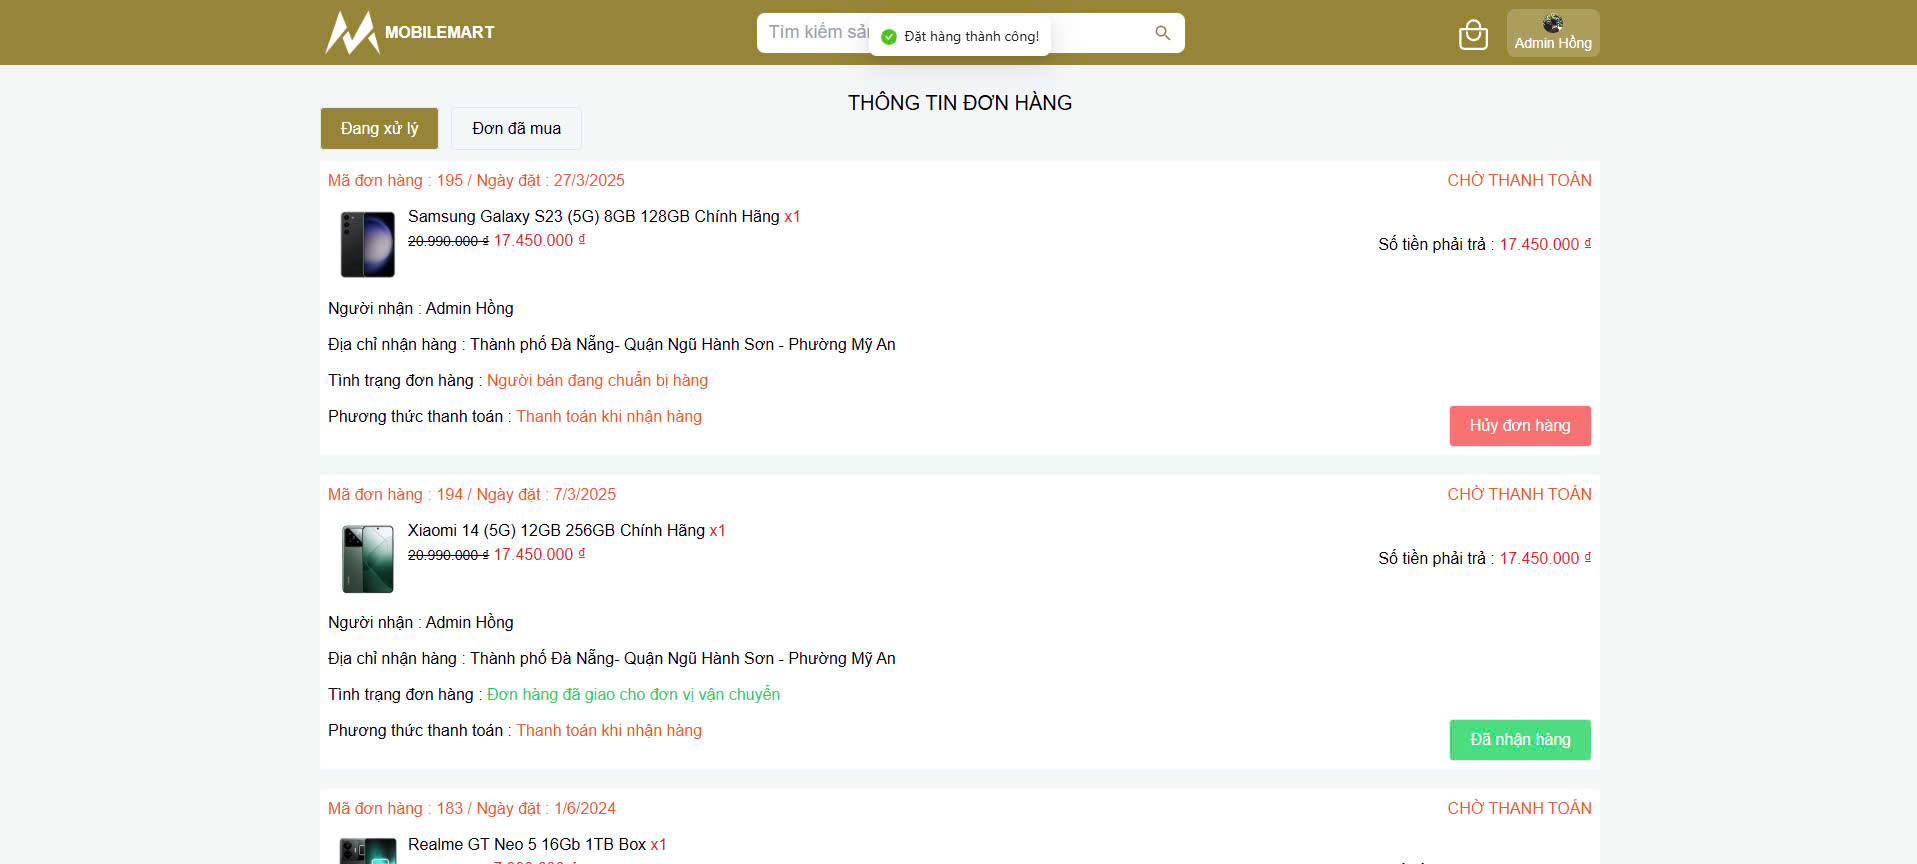 MOBILEMART
Tìm kiếm sả
Đặt hàng thành công!
Admin Hồng
THÔNG TIN ĐƠN HÀNG
Đang xử lý
Đơn đã mua
Mã đơn hàng : 195 / Ngày đặt : 27/3/2025
CHỜ THANH TOÁN
Samsung Galaxy S23 (5G) 8GB 128GB Chính Hãng x1
20.990.000 ₫ 17.450.000 ₫
Số tiền phải trả : 17.450.000 ₫
Người nhận : Admin Hồng
Địa chỉ nhận hàng : Thành phố Đà Nẵng- Quận Ngũ Hành Sơn - Phường Mỹ An
Tình trạng đơn hàng : Người bán đang chuẩn bị hàng
Phương thức thanh toán : Thanh toán khi nhận hàng
Hủy đơn hàng
Mã đơn hàng : 194 / Ngày đặt : 7/3/2025
CHỜ THANH TOÁN
Xiaomi 14 (5G) 12GB 256GB Chính Hãng x1
20.990.000 ₫ 17.450.000 ₫
Số tiền phải trả : 17.450.000 ₫
Người nhận : Admin Hồng
Địa chỉ nhận hàng : Thành phố Đà Nẵng- Quận Ngũ Hành Sơn - Phường Mỹ An
Tình trạng đơn hàng : Đơn hàng đã giao cho đơn vị vận chuyển
Phương thức thanh toán : Thanh toán khi nhận hàng
Đã nhận hàng
Mã đơn hàng : 183 / Ngày đặt : 1/6/2024
CHỜ THANH TOÁN
Realme GT Neo 5 16Gb 1TB Box x1